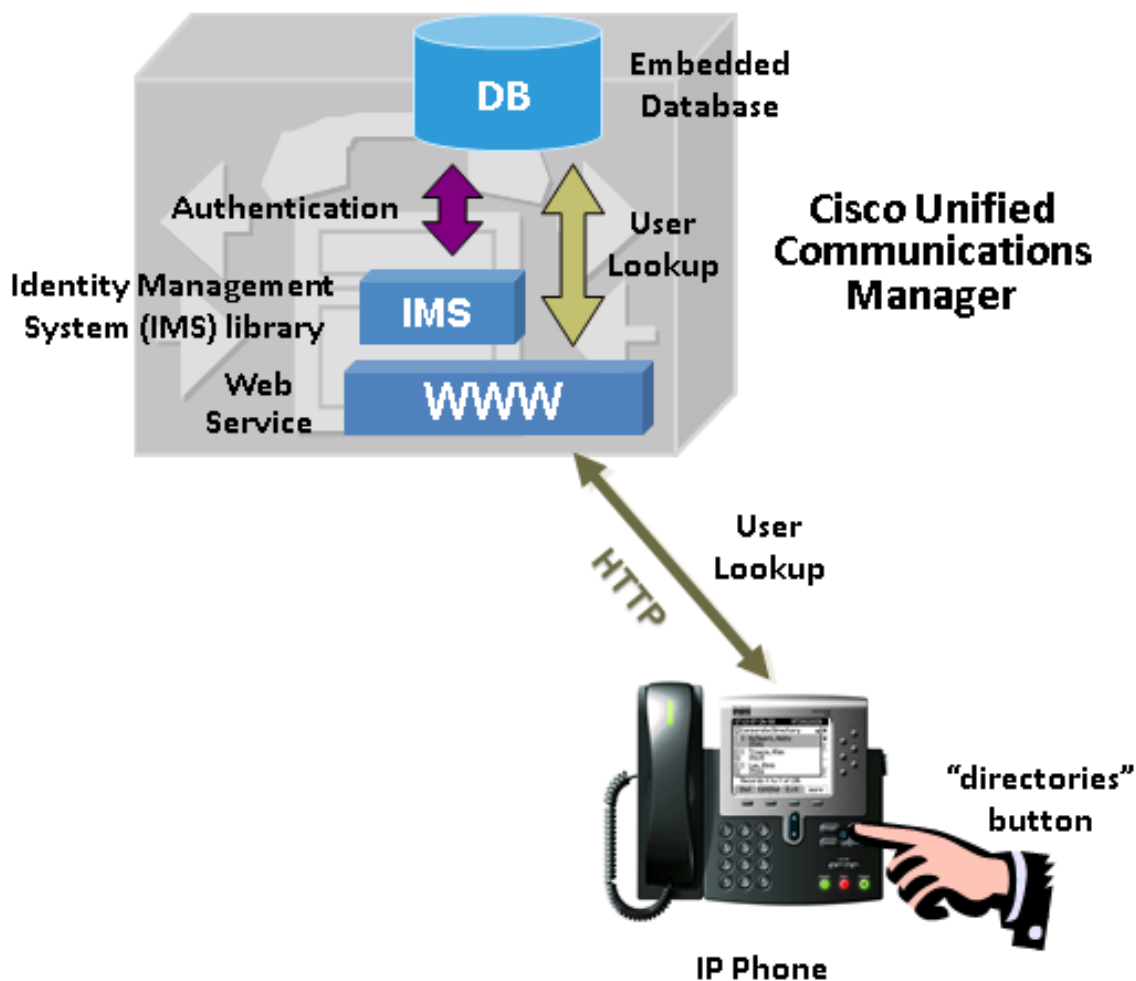 DB
Embedded
Database
Authentication
User
Lookup
Cisco Unified
Communications
Manager
Identity Management
System (IMS) library
IMS
Web
Service
WWW
User
Lookup
HTTP
"directories"
button
IP Phone